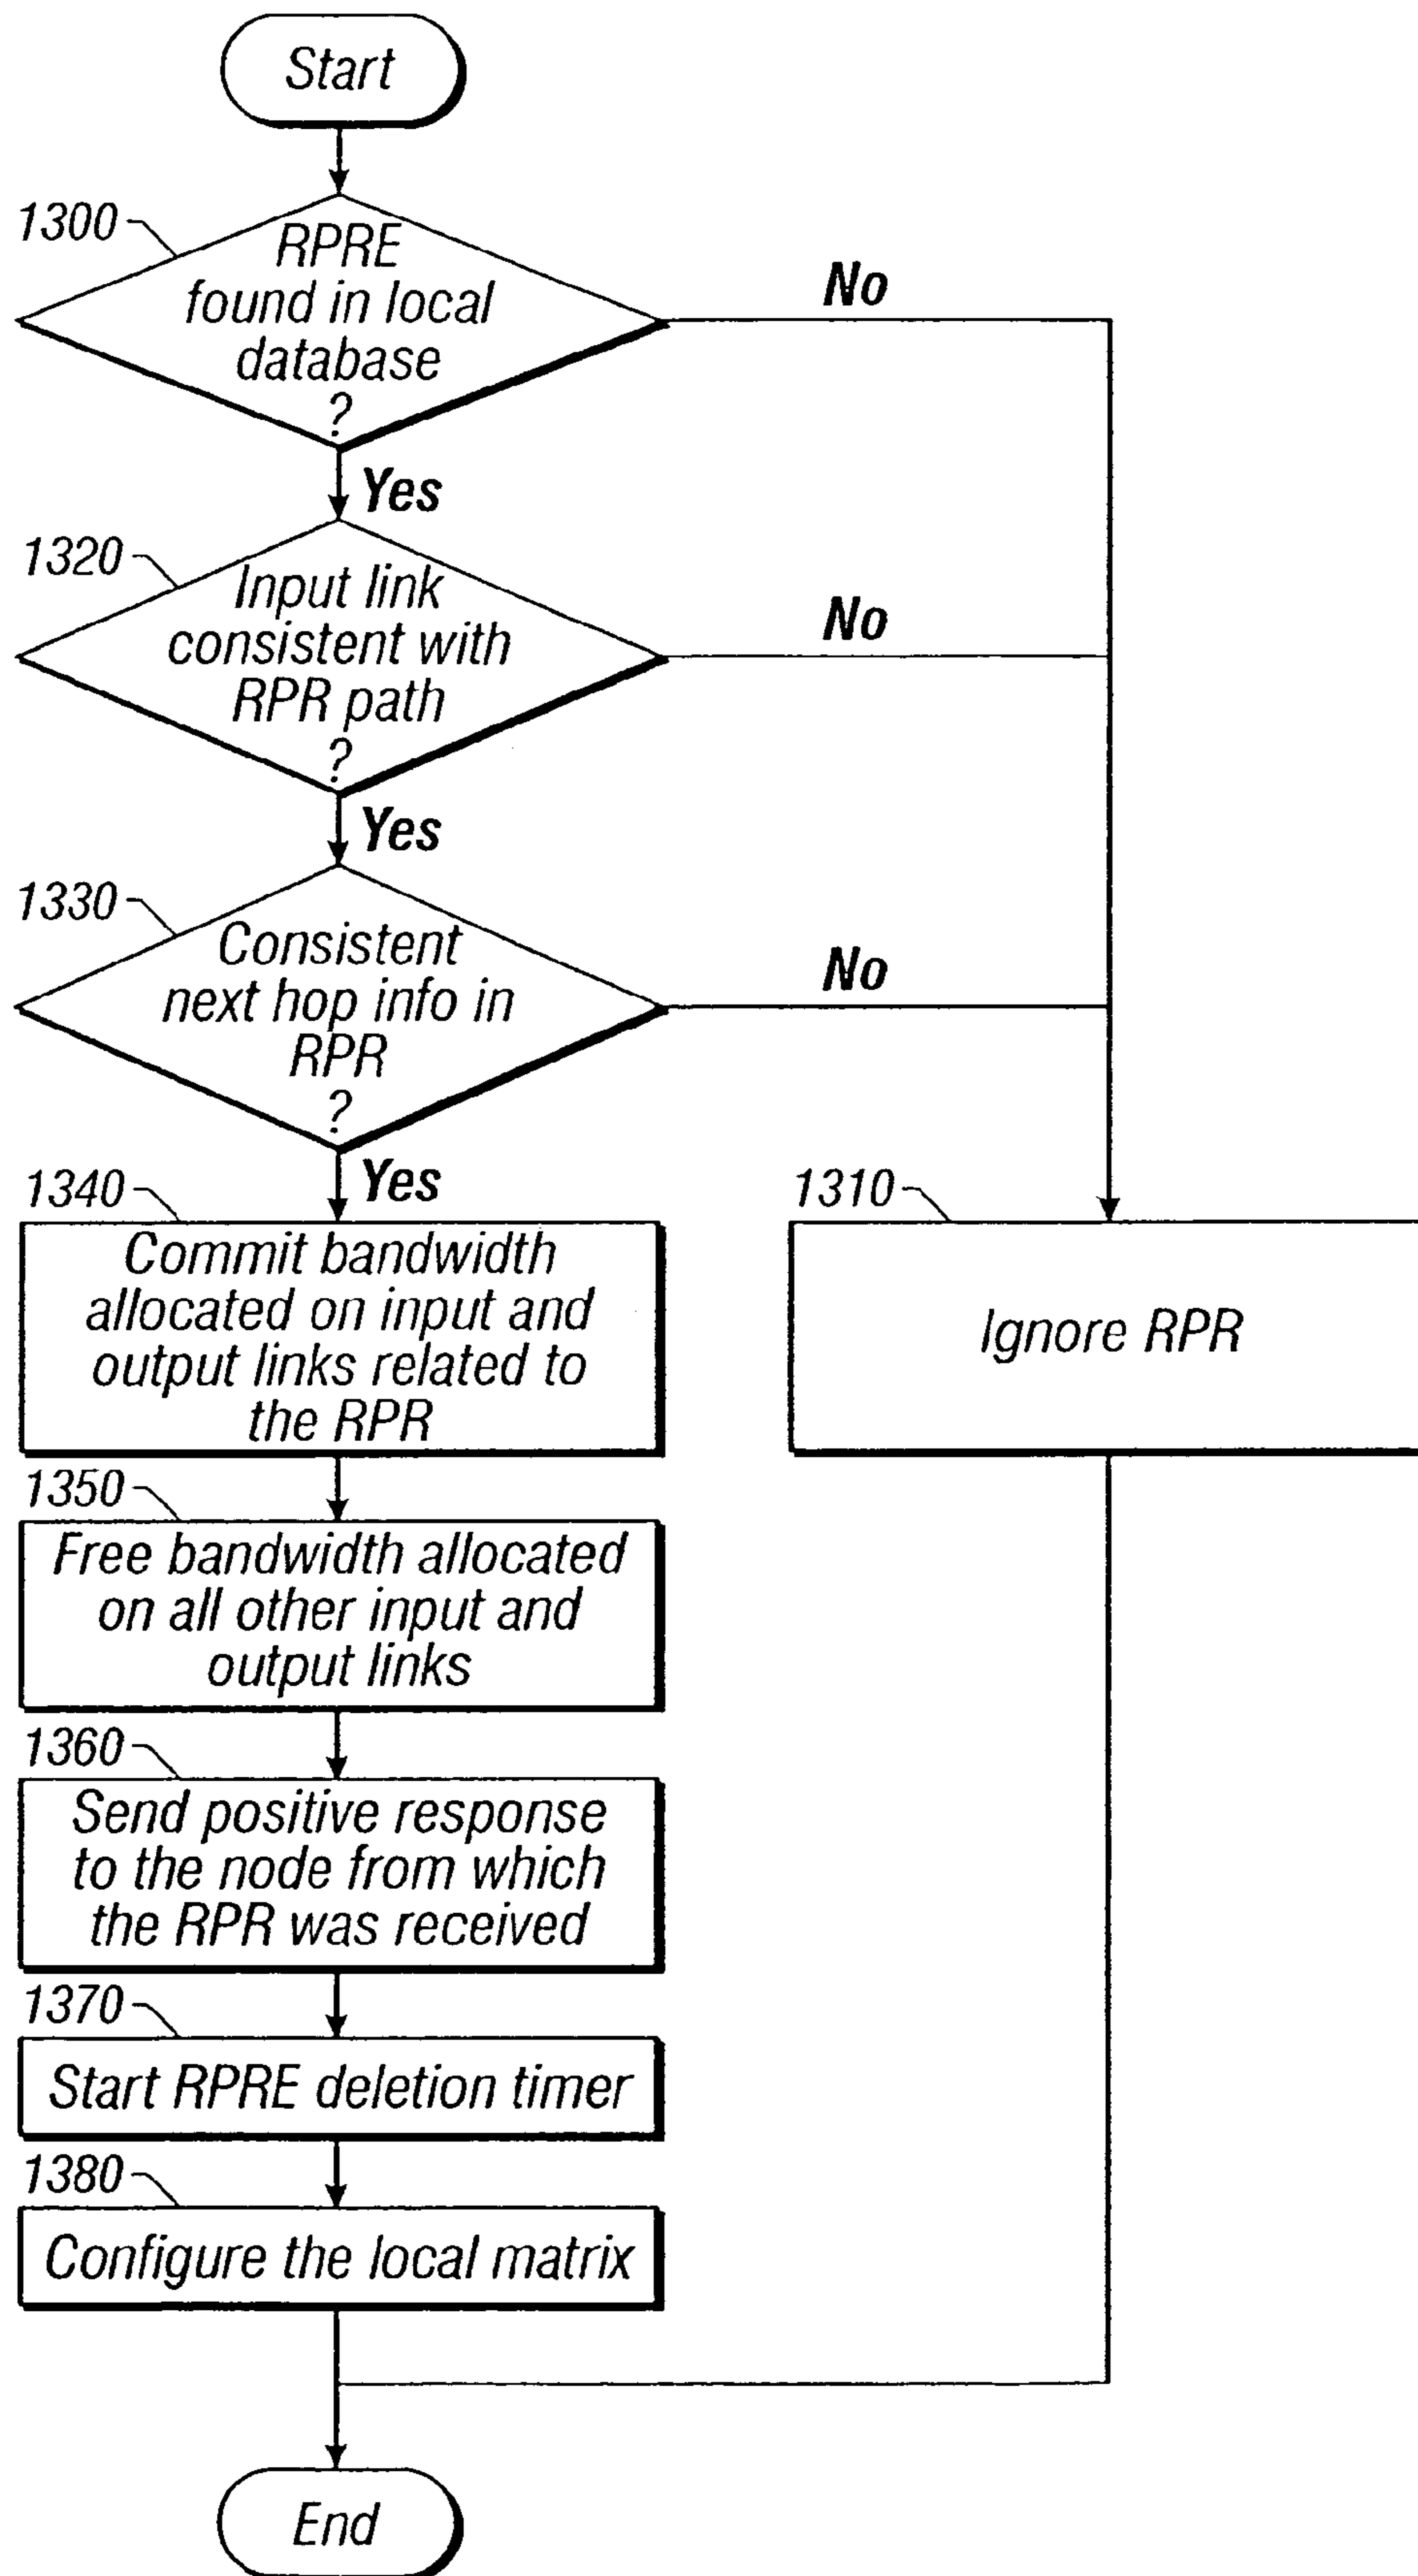 Start
1300
RPRE
found in local
database
?
No
Yes
1320
Input link
consistent with
RPR path
?
No
Yes
1330
Consistent
next hop info in
RPR
?
No
Yes
1340
Commit bandwidth
allocated on input and
output links related to
the RPR
1310
Ignore RPR
1350
Free bandwidth allocated
on all other input and
output links
1360
Send positive response
to the node from which
the RPR was received
1370
Start RPRE deletion timer
1380
Configure the local matrix
End